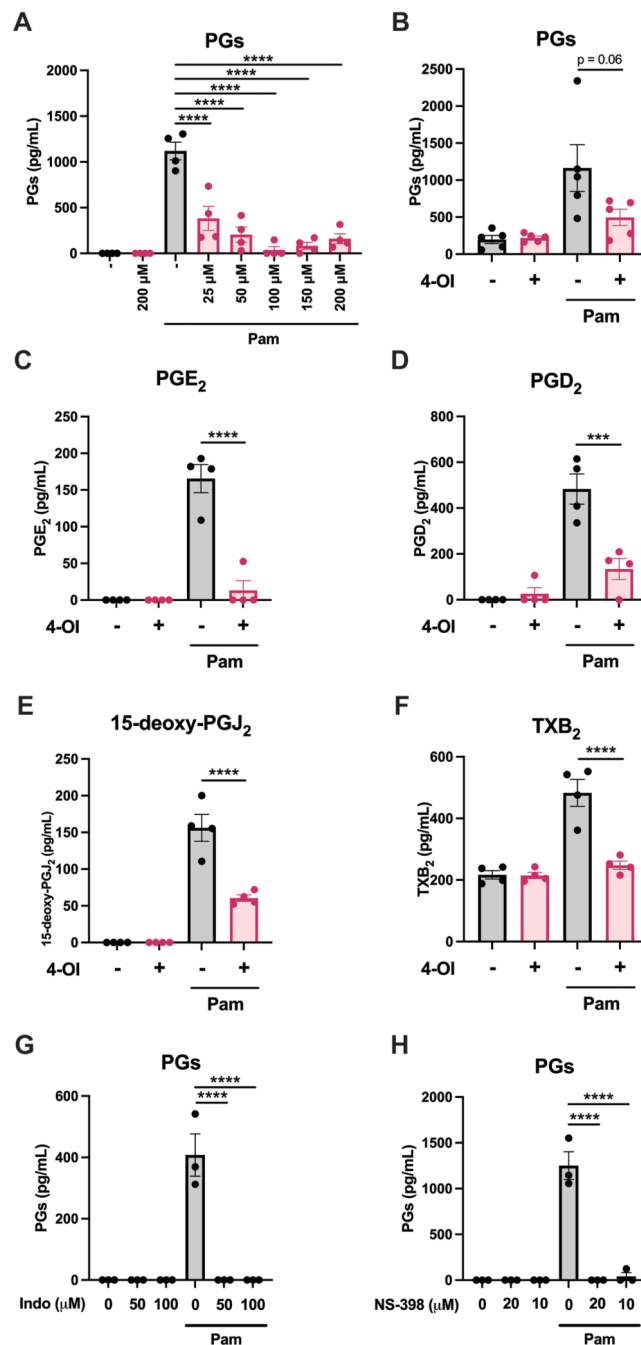 A
PGs
****
****
****
****
****
PGs (pg/mL)
2000
1500
1000
500
0
-
200 µM
-
25 µM
50 µM
100 µM
150 µM
200 µM
Pam
B
PGs
p = 0.06
PGs (pg/mL)
2500
2000
1500
1000
500
0
4-OI - + - +
Pam
C
PGE2
****
PGE2 (pg/mL)
250
200
150
100
50
0
4-OI - + - +
Pam
D
PGD2
***
PGD2 (pg/mL)
800
600
400
200
0
4-OI - + - +
Pam
E
15-deoxy-PGJ2
****
15-deoxy-PGJ2 (pg/mL)
250
200
150
100
50
0
4-OI - + - +
Pam
F
TXB2
****
TXB2 (pg/mL)
600
400
200
0
4-OI - + - +
Pam
G
PGs
****
****
PGs (pg/mL)
600
400
200
0
Indo (µM) 0 50 100 0 50 100
Pam
H
PGs
****
****
PGs (pg/mL)
2000
1500
1000
500
0
NS-398 (µM) 0 20 10 0 20 10
Pam